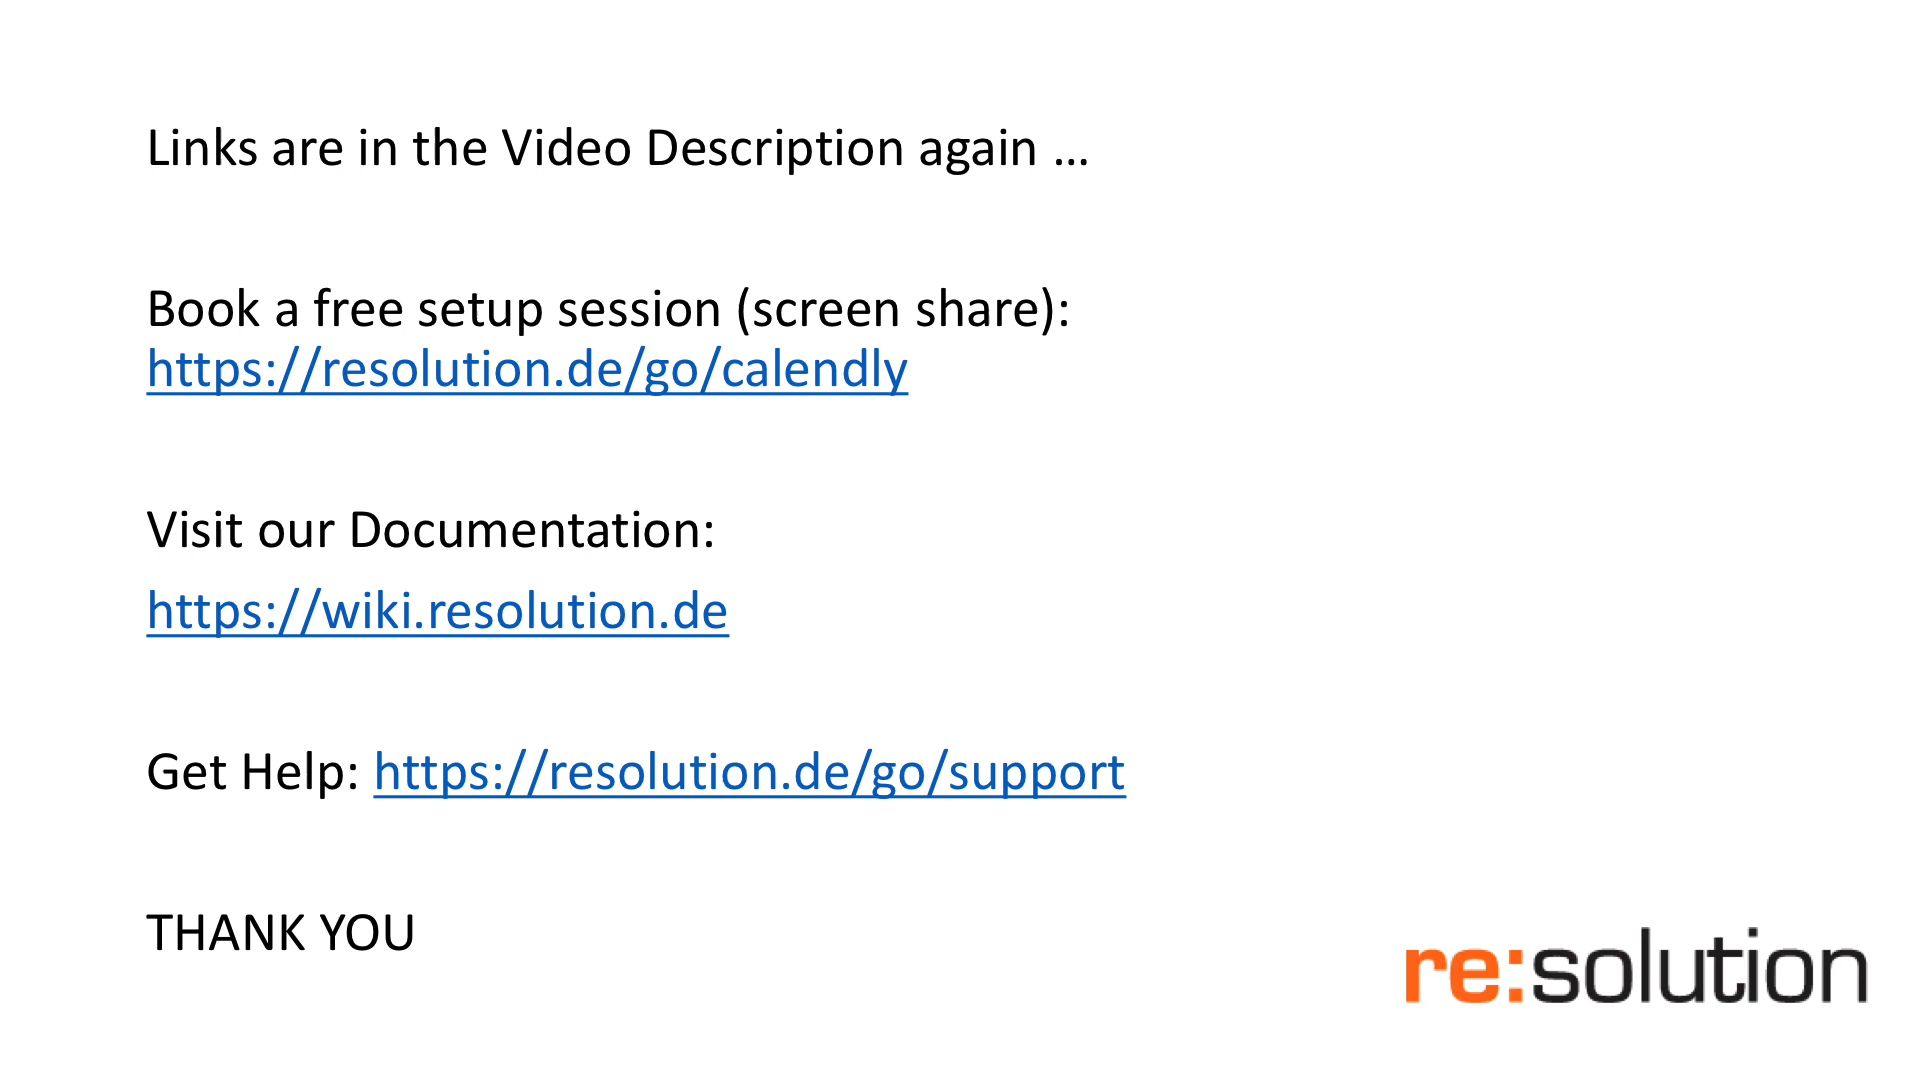 Links are in the Video Description again …
Book a free setup session (screen share):
https://resolution.de/go/calendly
Visit our Documentation:
https://wiki.resolution.de
Get Help: https://resolution.de/go/support
THANK YOU
re:solution